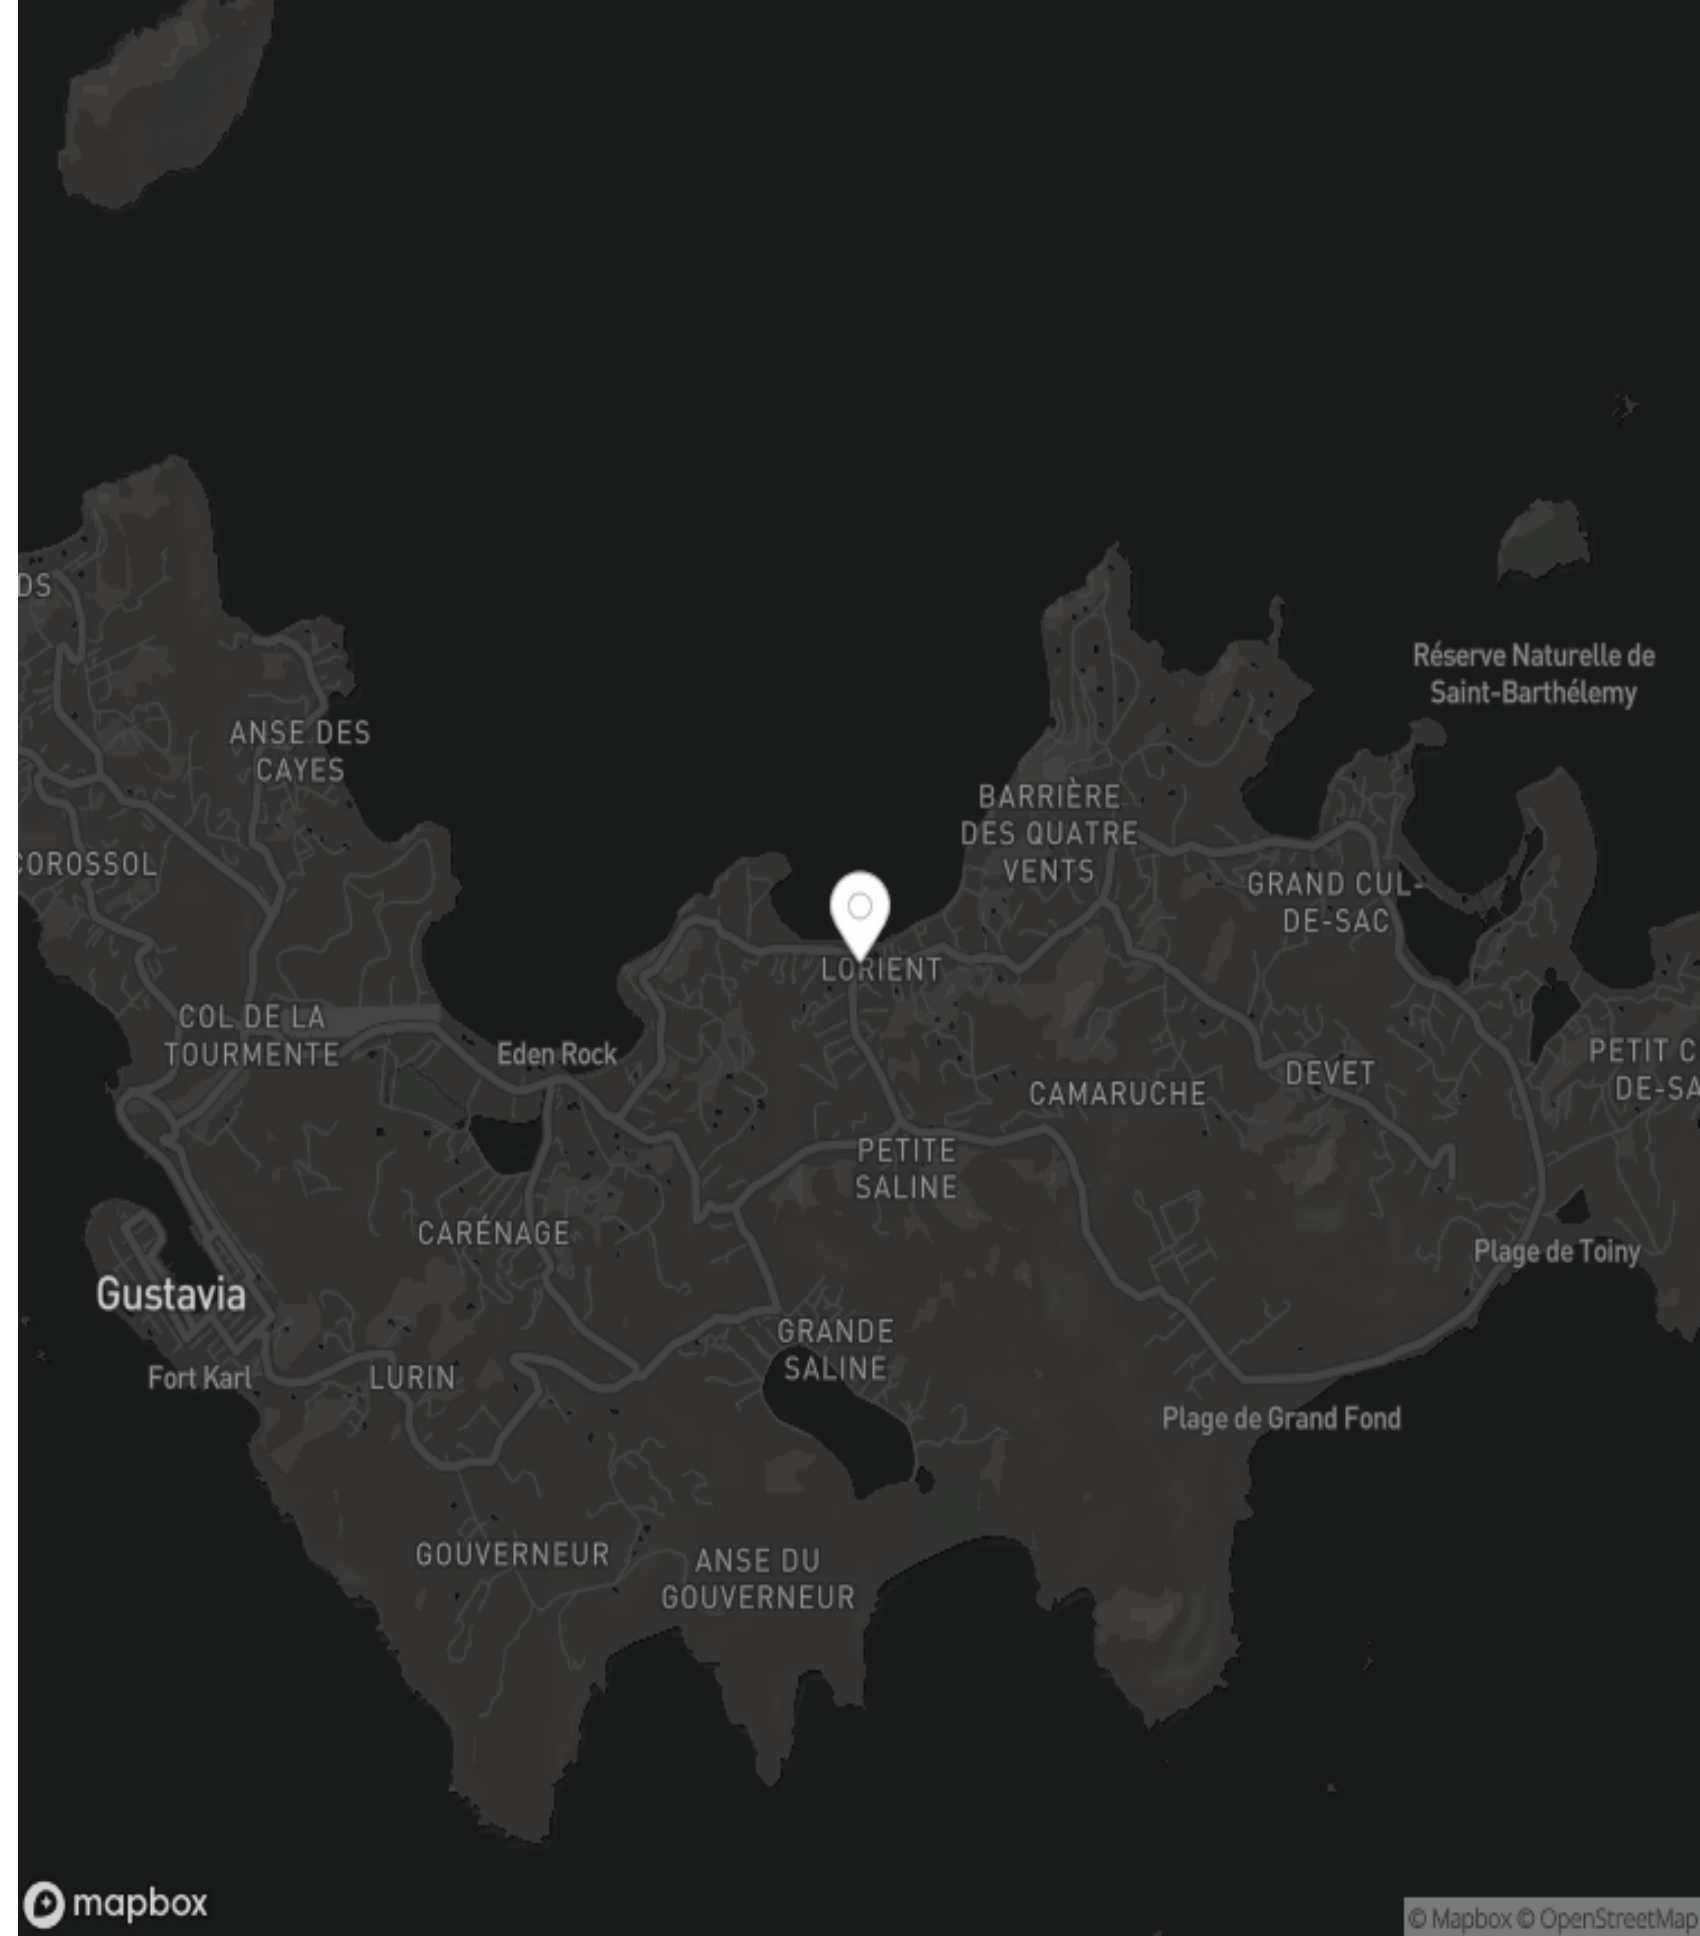 DS
Réserve Naturelle de
Saint-Barthélemy
ANSE DES
CAYES
BARRIÈRE
DES QUATRE
VENTS
COROSSOL
GRAND CUL-
DE-SAC
LORIENT
COL DE LA
TOURMENTE
Eden Rock
PETIT C
DE-SA
DEVET
CAMARUCHE
PETITE
SALINE
CARÉNAGE
Plage de Toiny
Gustavia
GRANDE
SALINE
Fort Karl
LURIN
Plage de Grand Fond
GOUVERNEUR
ANSE DU
GOUVERNEUR
mapbox
© Mapbox © OpenStreetMap